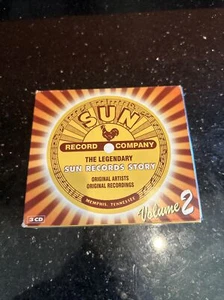 SUN
RECORD COMPANY
THE LEGENDARY
SUN RECORDS STORY
ORIGINAL ARTISTS
ORIGINAL RECORDINGS
MEMPHIS, TENNESSEE
Volume 2
3 CD